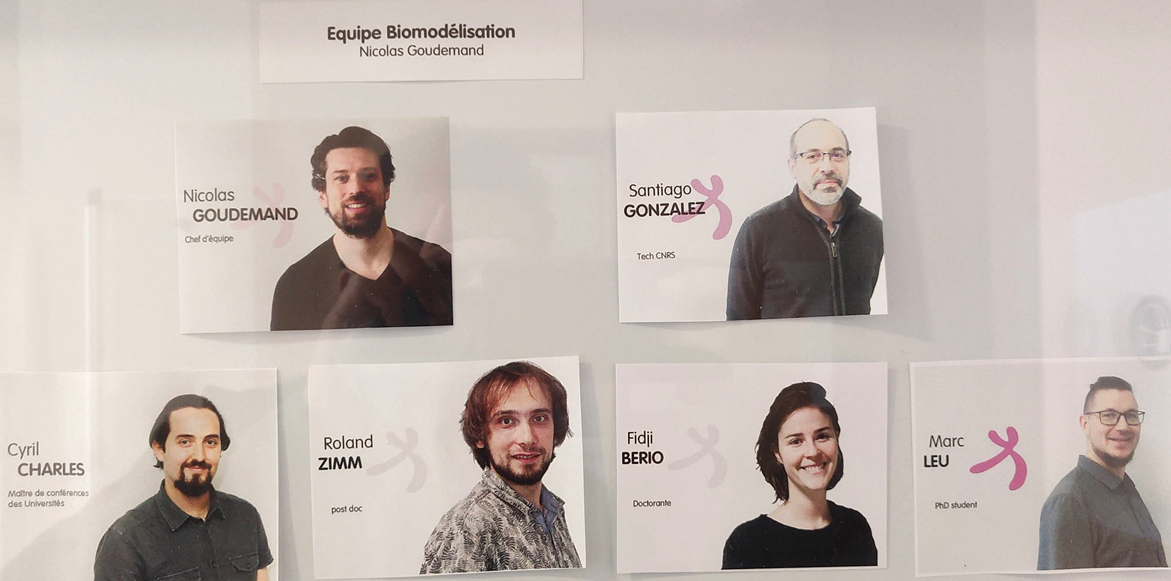 Equipe Biomodélisation
Nicolas Goudemand
Nicolas
GOUDEMAND
Chef d'équipe
Santiago
GONZALEZ
Tech CNRS
Cyril
CHARLES
Maître de conférences
des Universités
Roland
ZIMM
post doc
Fidji
BERIO
Doctorante
Marc
LEU
PhD student